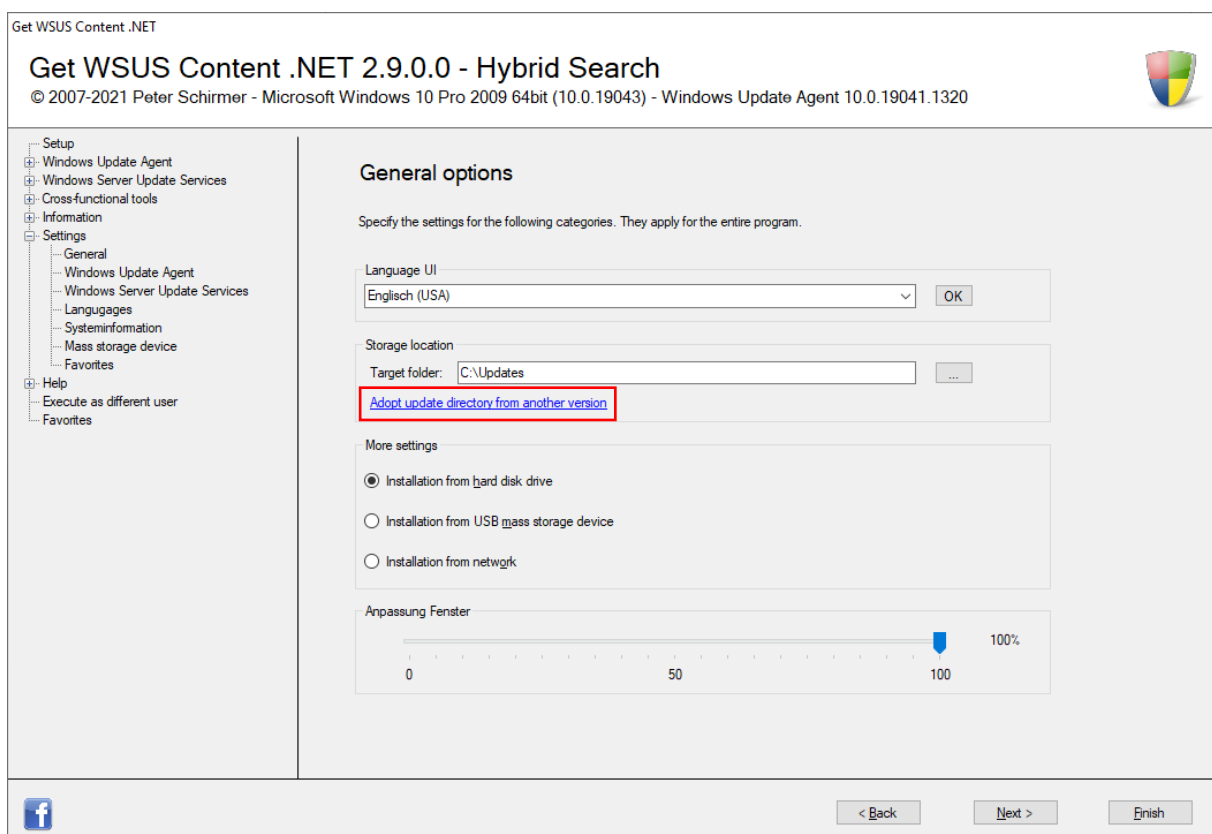 Get WSUS Content .NET
Get WSUS Content .NET 2.9.0.0 - Hybrid Search
© 2007-2021 Peter Schirmer - Microsoft Windows 10 Pro 2009 64bit (10.0.19043) - Windows Update Agent 10.0.19041.1320
Setup
Windows Update Agent
Windows Server Update Services
Cross-functional tools
Information
Settings
General
Windows Update Agent
Windows Server Update Services
Langugages
Systeminformation
Mass storage device
Favorites
Help
Execute as different user
Favorites
General options
Specify the settings for the following categories. They apply for the entire program.
Language UI
Englisch (USA)
OK
Storage location
Target folder: C:\Updates ...
Adopt update directory from another version
More settings
Installation from hard disk drive
Installation from USB mass storage device
Installation from network
Anpassung Fenster
100%
0 50 100
< Back Next > Finish